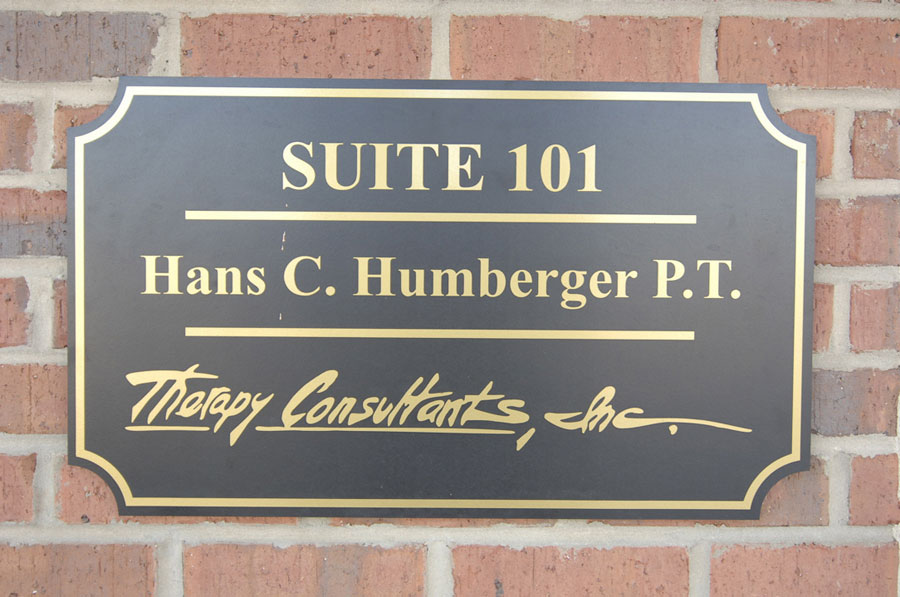 SUITE 101
Hans C. Humberger P.T.
Therapy Consultants, Inc.